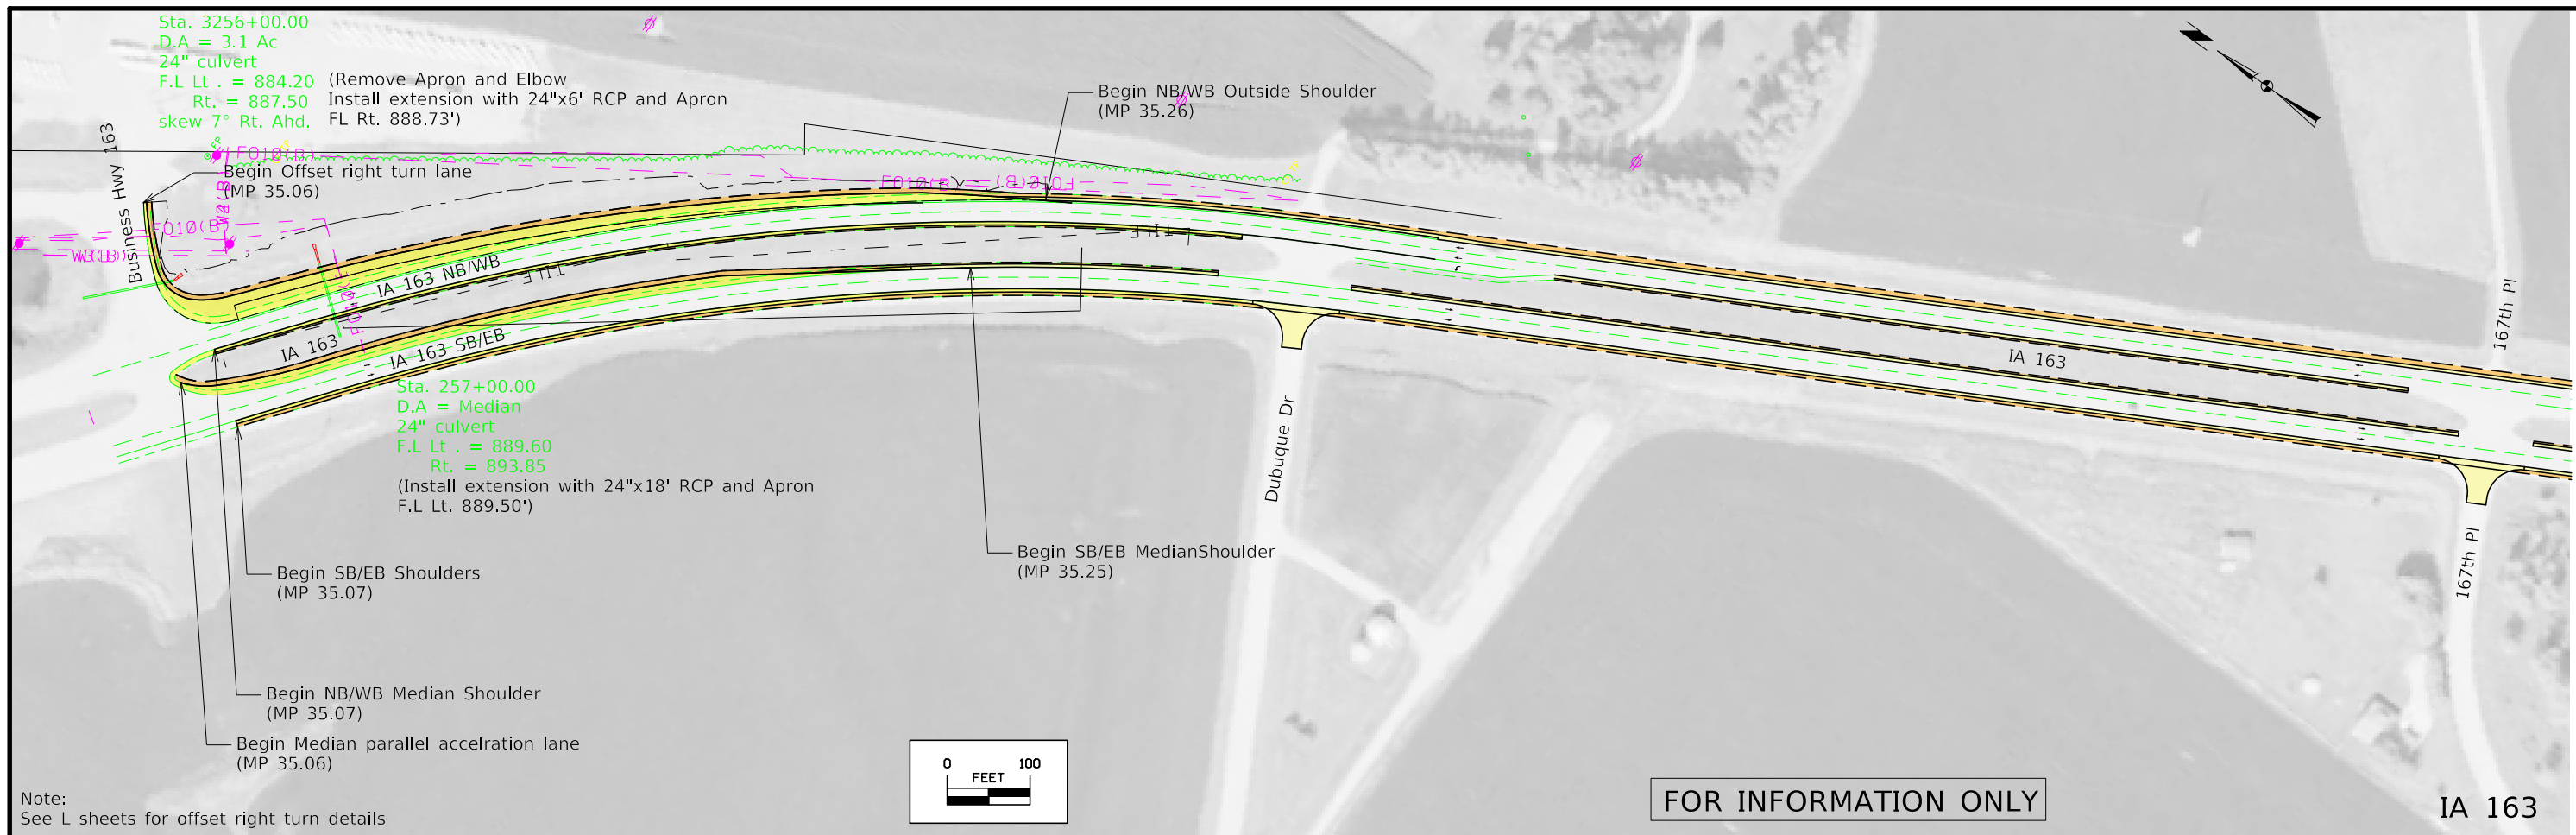 Sta. 3256+00.00
D.A = 3.1 Ac
24" culvert
F.L Lt . = 884.20
Rt. = 887.50
skew 7° Rt. Ahd.
(Remove Apron and Elbow
Install extension with 24"x6' RCP and Apron
FL Rt. 888.73')
Begin NB/WB Outside Shoulder
(MP 35.26)
Business Hwy 163
FO1Ø(B)
Begin Offset right turn lane
(MP 35.06)
FO1Ø(B)
FO1Ø(B)
FO1Ø(B)
IA 163 NB/WB
TILE
TILE
IA 163
IA 163 SB/EB
Sta. 257+00.00
D.A = Median
24" culvert
F.L Lt . = 889.60
Rt. = 893.85
(Install extension with 24"x18' RCP and Apron
F.L Lt. 889.50')
Begin SB/EB Shoulders
(MP 35.07)
Begin SB/EB MedianShoulder
(MP 35.25)
Dubuque Dr
IA 163
167th Pl
167th Pl
Begin NB/WB Median Shoulder
(MP 35.07)
Begin Median parallel accelration lane
(MP 35.06)
0 100
FEET
Note:
See L sheets for offset right turn details
FOR INFORMATION ONLY
IA 163